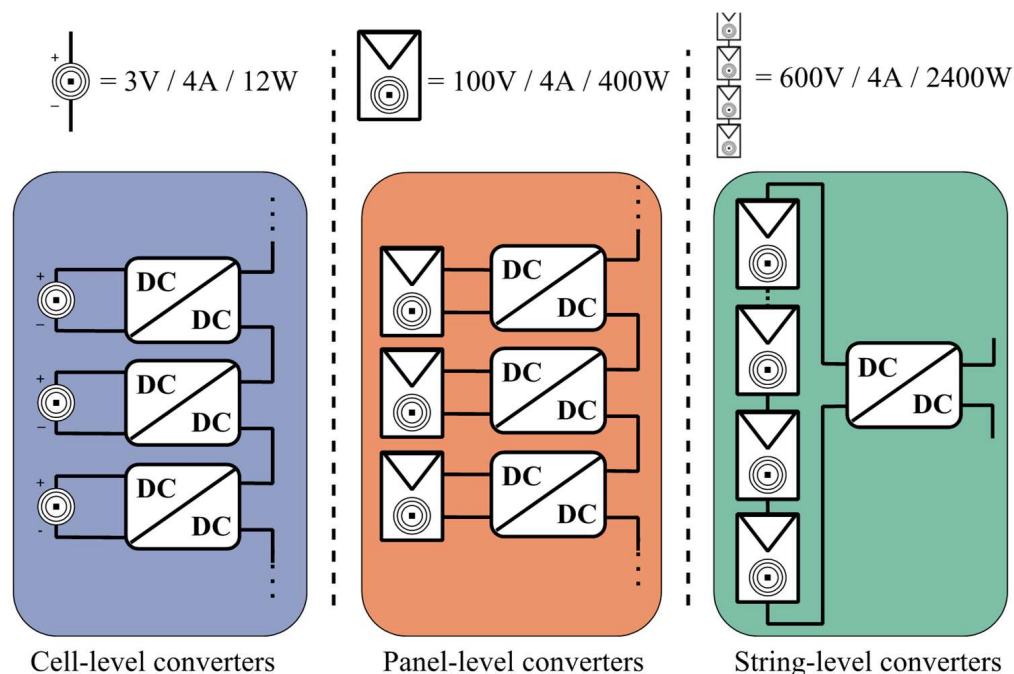 +
= 3V / 4A / 12W
−
= 100V / 4A / 400W
= 600V / 4A / 2400W
+
−
DC
DC
+
−
DC
DC
+
-
DC
DC
DC
DC
DC
DC
DC
DC
DC
DC
Cell-level converters
Panel-level converters
String-level converters